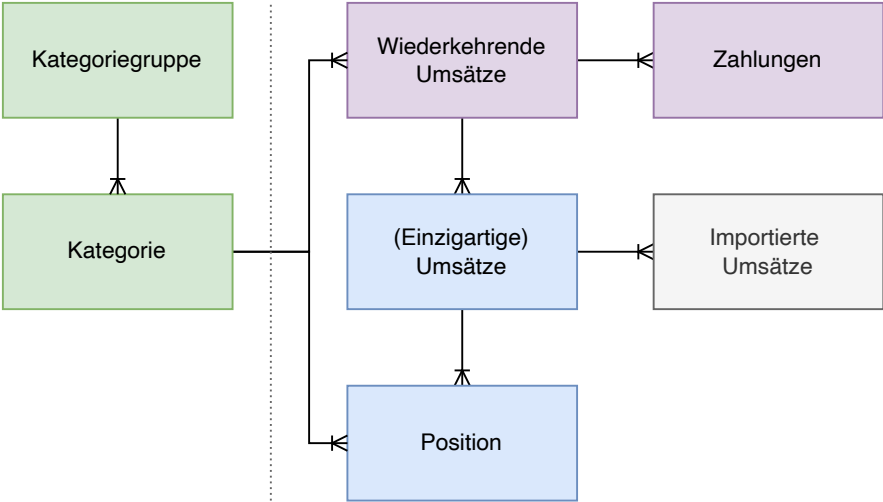 Kategoriegruppe
Wiederkehrende
Umsätze
Zahlungen
Kategorie
(Einzigartige)
Umsätze
Importierte
Umsätze
Position